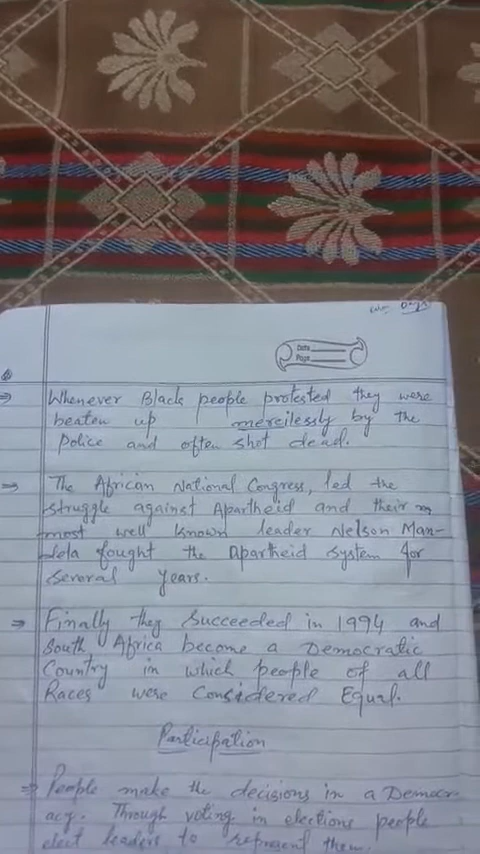 Date
Page
Whenever Black people protested they were
beaten up mercilessly by the
Police and often shot dead.
The African National Congress, led the
struggle against Apartheid and their
most well known leader Nelson Man-
dela fought the Apartheid System for
Several Years.
Finally they Succeeded in 1994 and
South Africa become a Democratic
Country in which people of all
Races were Considered Equal.
Participation
People make the decisions in a Democr-
acy. Through voting in elections people
elect leaders to represent them.